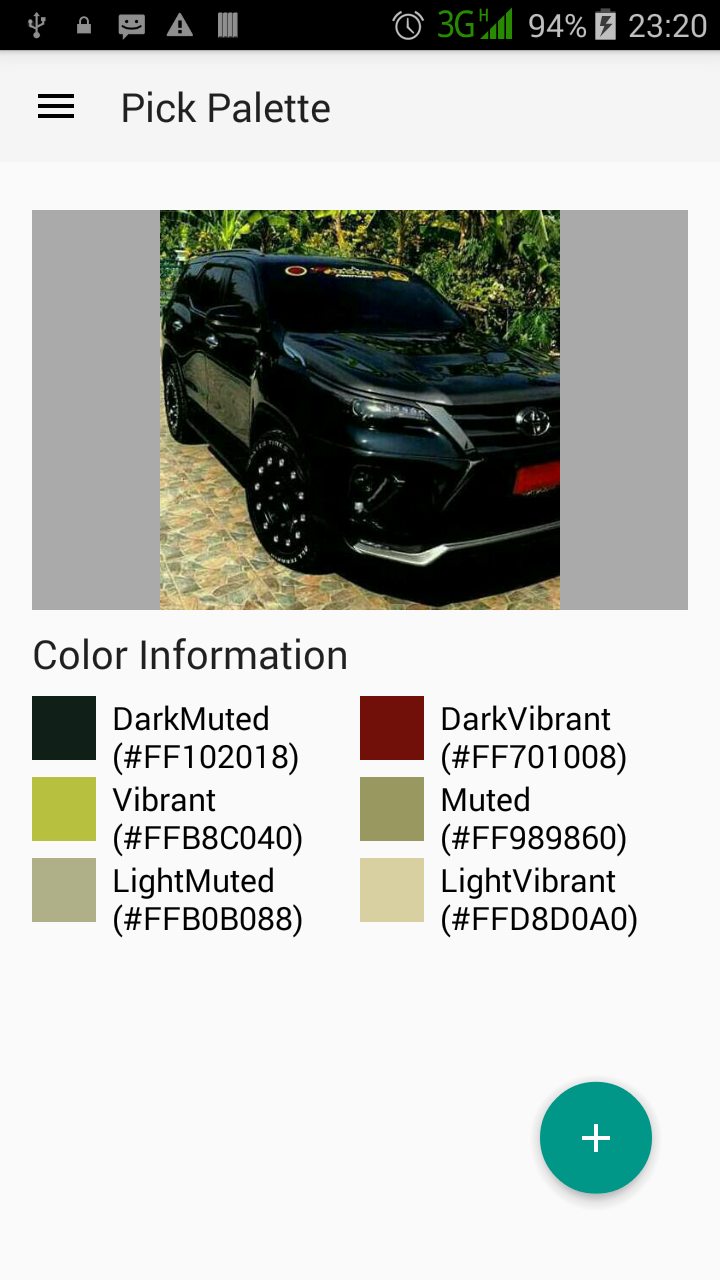 3G H 94% 23:20
Pick Palette
Color Information
DarkMuted
(#FF102018)
DarkVibrant
(#FF701008)
Vibrant
(#FFB8C040)
Muted
(#FF989860)
LightMuted
(#FFB0B088)
LightVibrant
(#FFD8D0A0)